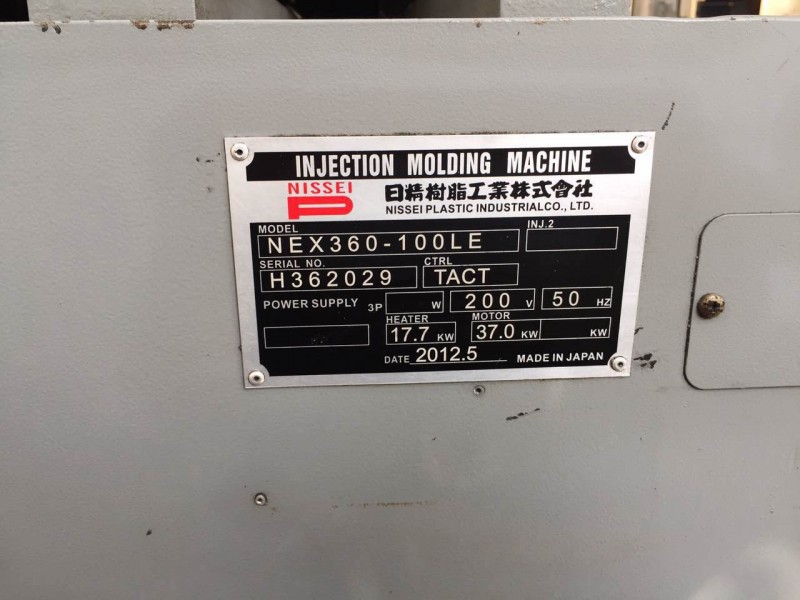 INJECTION MOLDING MACHINE
NISSEI
日精樹脂工業株式會社
NISSEI PLASTIC INDUSTRIALCO., LTD.
MODEL
NEX360-100LE
INJ.2
SERIAL NO.
H362029
CTRL
TACT
POWER SUPPLY 3P W 200 V 50 HZ
HEATER
17.7 KW
MOTOR
37.0 KW KW
DATE 2012.5 MADE IN JAPAN